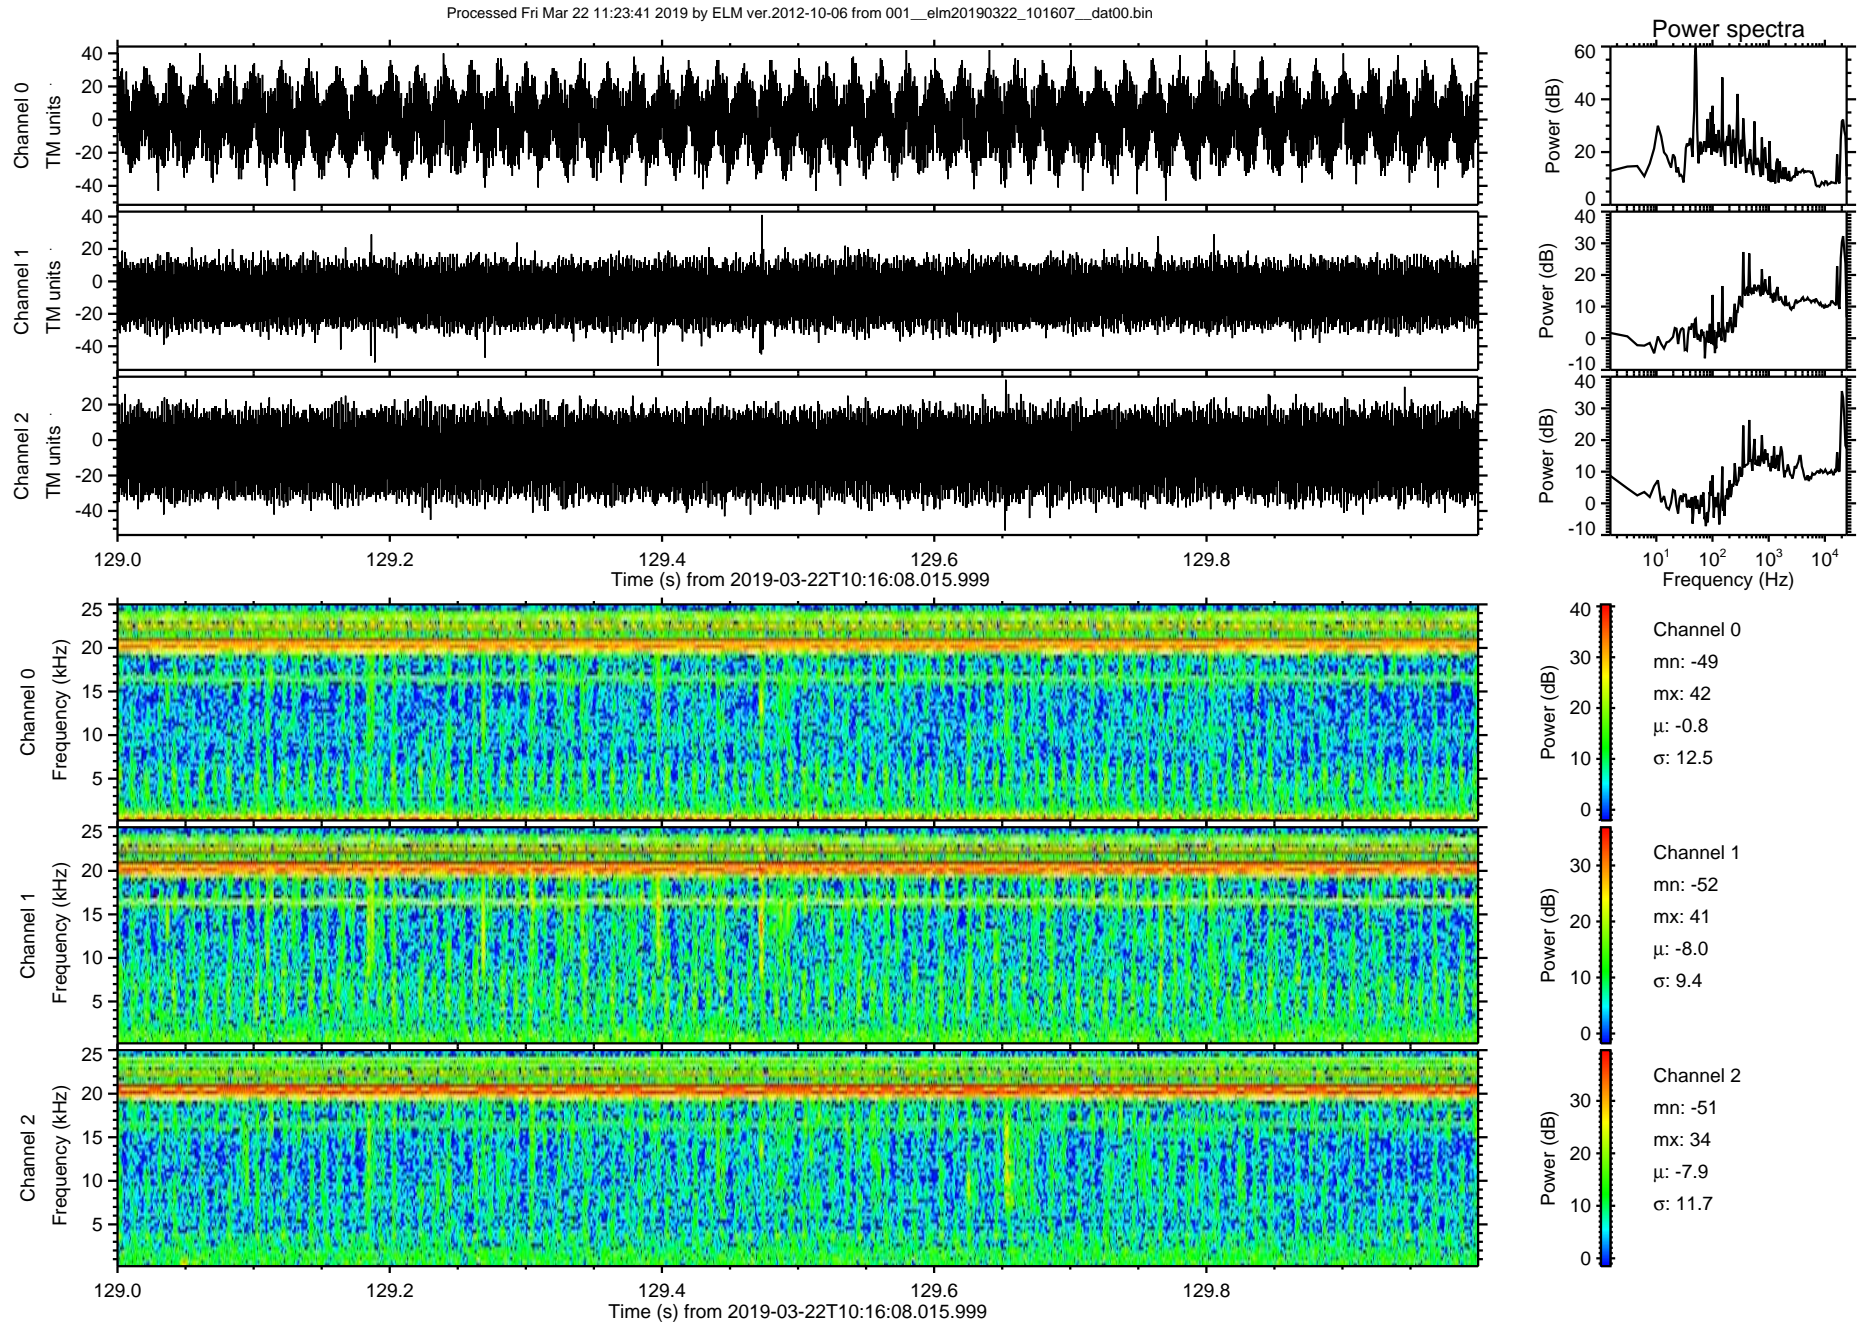 Processed Fri Mar 22 11:23:41 2019 by ELM ver.2012-10-06 from 001__elm20190322_101607__dat00.bin
Power spectra
Channel 0
TM units
40
20
0
-20
-40
Power (dB)
60
40
20
0
Channel 1
TM units
40
20
0
-20
-40
Power (dB)
40
30
20
10
0
-10
Channel 2
TM units
20
0
-20
-40
Power (dB)
40
30
20
10
0
-10
129.0 129.2 129.4 129.6 129.8
Time (s) from 2019-03-22T10:16:08.015.999
10¹ 10² 10³ 10⁴
Frequency (Hz)
Channel 0
Frequency (kHz)
25
20
15
10
5
Power (dB)
40
30
20
10
0
Channel 0
mn: -49
mx: 42
μ: -0.8
σ: 12.5
Channel 1
Frequency (kHz)
25
20
15
10
5
Power (dB)
30
20
10
0
Channel 1
mn: -52
mx: 41
μ: -8.0
σ: 9.4
Channel 2
Frequency (kHz)
25
20
15
10
5
Power (dB)
30
20
10
0
Channel 2
mn: -51
mx: 34
μ: -7.9
σ: 11.7
129.0 129.2 129.4 129.6 129.8
Time (s) from 2019-03-22T10:16:08.015.999